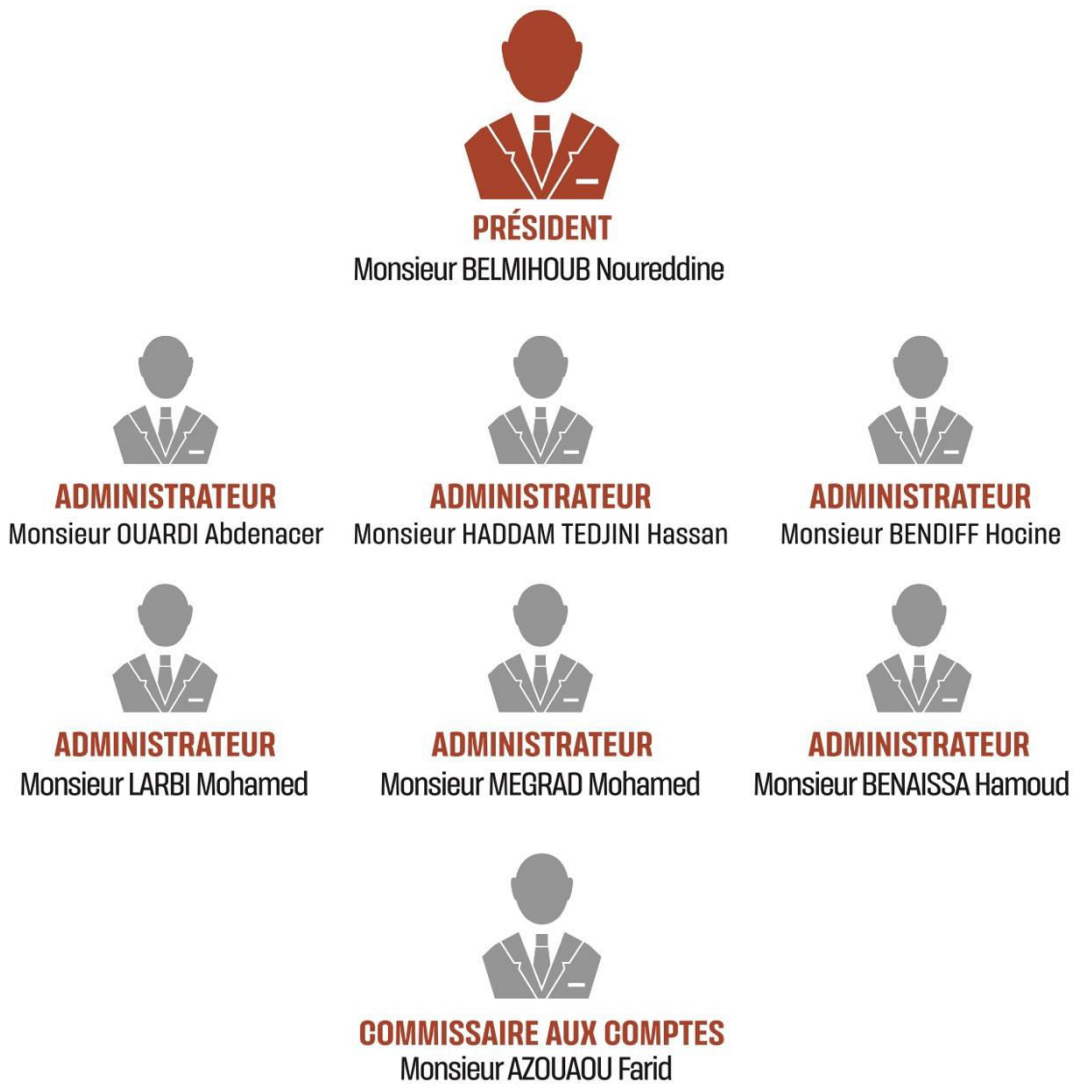 PRÉSIDENT
Monsieur BELMIHOUB Noureddine
ADMINISTRATEUR
Monsieur OUARDI Abdenacer
ADMINISTRATEUR
Monsieur HADDAM TEDJINI Hassan
ADMINISTRATEUR
Monsieur BENDIFF Hocine
ADMINISTRATEUR
Monsieur LARBI Mohamed
ADMINISTRATEUR
Monsieur MEGRAD Mohamed
ADMINISTRATEUR
Monsieur BENAISSA Hamoud
COMMISSAIRE AUX COMPTES
Monsieur AZOUAOU Farid